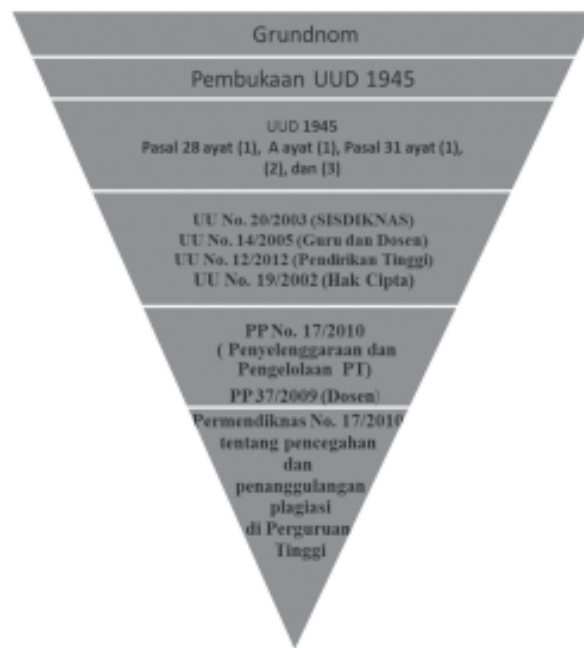 Grundnom
Pembukaan UUD 1945
UUD 1945
Pasal 28 ayat (1), A ayat (1), Pasal 31 ayat (1),
(2), dan (3)
UU No. 20/2003 (SISDIKNAS)
UU No. 14/2005 (Guru dan Dosen)
UU No. 12/2012 (Pendirikan Tinggi)
UU No. 19/2002 (Hak Cipta)
PP No. 17/2010
( Penyelenggaraan dan
Pengelolaan PT)
PP 37/2009 (Dosen)
Permendiknas No. 17/2010
tentang pencegahan
dan
penanggulangan
plagiasi
di Perguruan
Tinggi